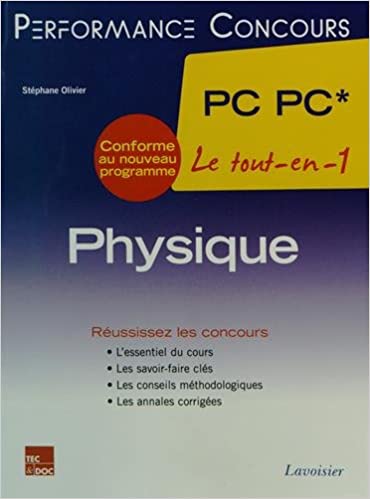 PERFORMANCE CONCOURS
Stéphane Olivier
PC PC*
Conforme
au nouveau
programme
Le tout-en-1
Physique
Réussissez les concours
• L'essentiel du cours
• Les savoir-faire clés
• Les conseils méthodologiques
• Les annales corrigées
TEC
& DOC
Lavoisier